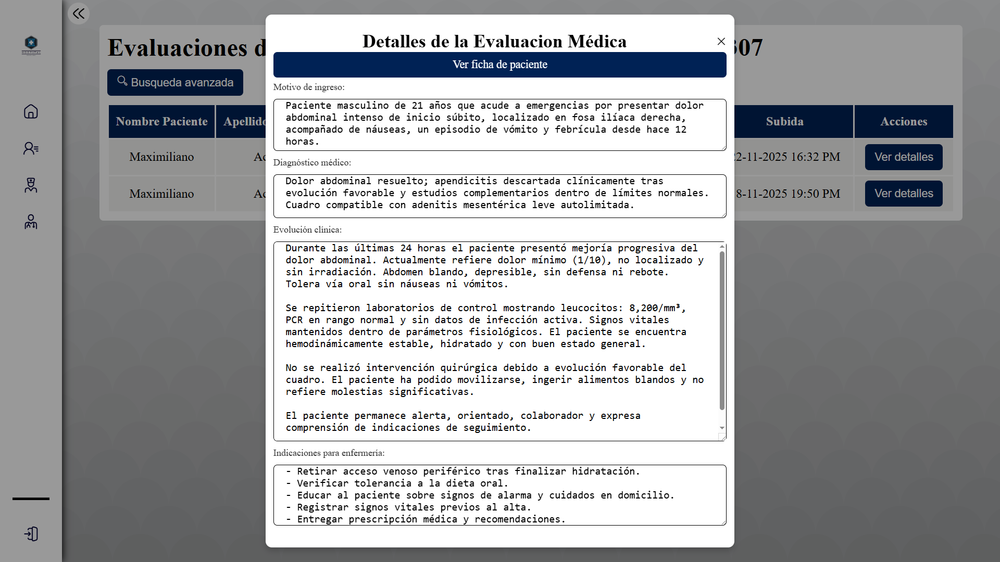 Detalles de la Evaluacion Médica
Ver ficha de paciente
Motivo de ingreso:
Paciente masculino de 21 años que acude a emergencias por presentar dolor
abdominal intenso de inicio súbito, localizado en fosa ilíaca derecha,
acompañado de náuseas, un episodio de vómito y febrícula desde hace 12
horas.
Diagnóstico médico:
Dolor abdominal resuelto; apendicitis descartada clínicamente tras
evolución favorable y estudios complementarios dentro de límites normales.
Cuadro compatible con adenitis mesentérica leve autolimitada.
Evolución clínica:
Durante las últimas 24 horas el paciente presentó mejoría progresiva del
dolor abdominal. Actualmente refiere dolor mínimo (1/10), no localizado y
sin irradiación. Abdomen blando, depresible, sin defensa ni rebote.
Tolera vía oral sin náuseas ni vómitos.
Se repitieron laboratorios de control mostrando leucocitos: 8,200/mm³,
PCR en rango normal y sin datos de infección activa. Signos vitales
mantenidos dentro de parámetros fisiológicos. El paciente se encuentra
hemodinámicamente estable, hidratado y con buen estado general.
No se realizó intervención quirúrgica debido a evolución favorable del
cuadro. El paciente ha podido movilizarse, ingerir alimentos blandos y no
refiere molestias significativas.
El paciente permanece alerta, orientado, colaborador y expresa
comprensión de indicaciones de seguimiento.
Indicaciones para enfermería:
- Retirar acceso venoso periférico tras finalizar hidratación.
- Verificar tolerancia a la dieta oral.
- Educar al paciente sobre signos de alarma y cuidados en domicilio.
- Registrar signos vitales previos al alta.
- Entregar prescripción médica y recomendaciones.
Evaluaciones 07
Busqueda avanzada
Nombre Paciente Apellido Subida Acciones
Maximiliano 2-11-2025 16:32 PM Ver detalles
Maximiliano 8-11-2025 19:50 PM Ver detalles